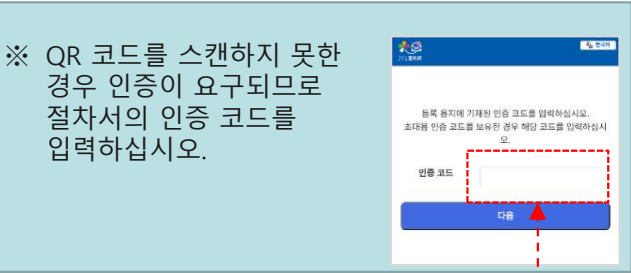 ※ QR 코드를 스캔하지 못한
경우 인증이 요구되므로
절차서의 인증 코드를
입력하십시오.
한국어
등록 용지에 기재된 인증 코드를 입력하십시오.
초대용 인증 코드를 보유한 경우 해당 코드를 입력하십시
오.
인증 코드
다음